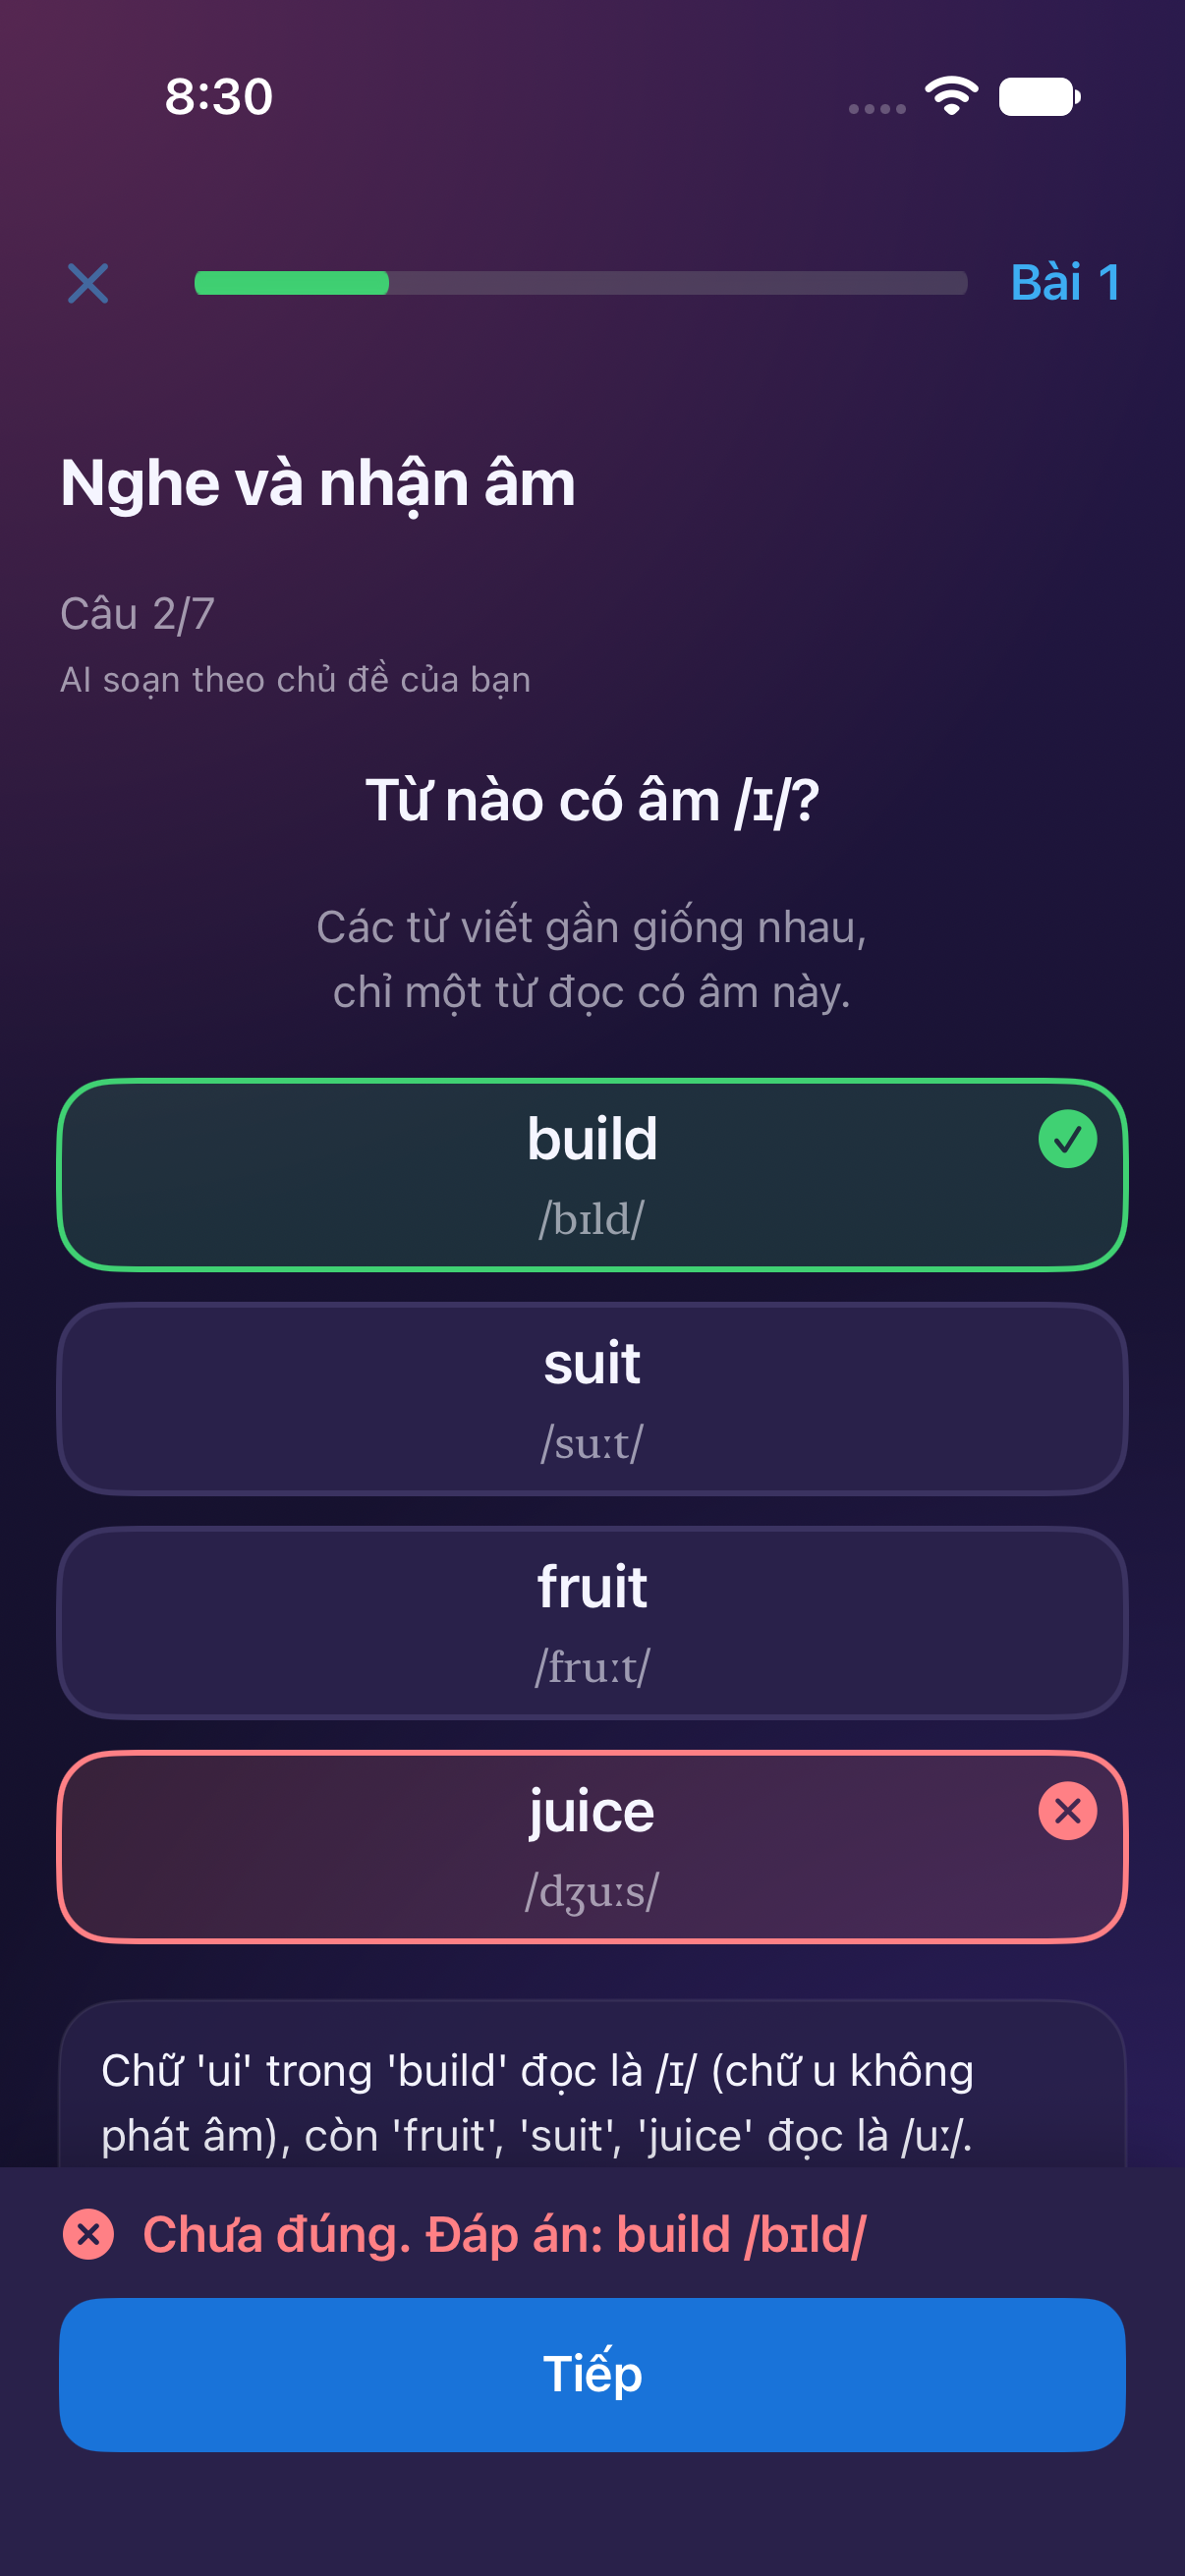 8:30
Bài 1
Nghe và nhận âm
Câu 2/7
AI soạn theo chủ đề của bạn
Từ nào có âm /ɪ/?
Các từ viết gần giống nhau,
chỉ một từ đọc có âm này.
build
/bɪld/
suit
/suːt/
fruit
/fruːt/
juice
/dʒuːs/
Chữ 'ui' trong 'build' đọc là /ɪ/ (chữ u không
phát âm), còn 'fruit', 'suit', 'juice' đọc là /uː/.
Chưa đúng. Đáp án: build /bɪld/
Tiếp